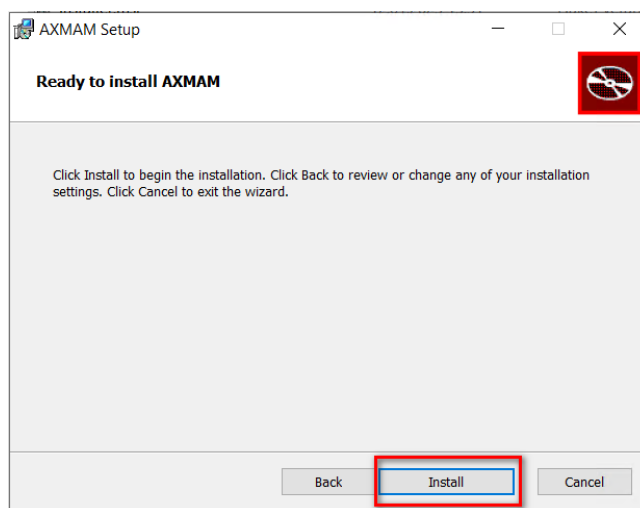 AXMAM Setup
Ready to install AXMAM
Click Install to begin the installation. Click Back to review or change any of your installation
settings. Click Cancel to exit the wizard.
Back Install Cancel